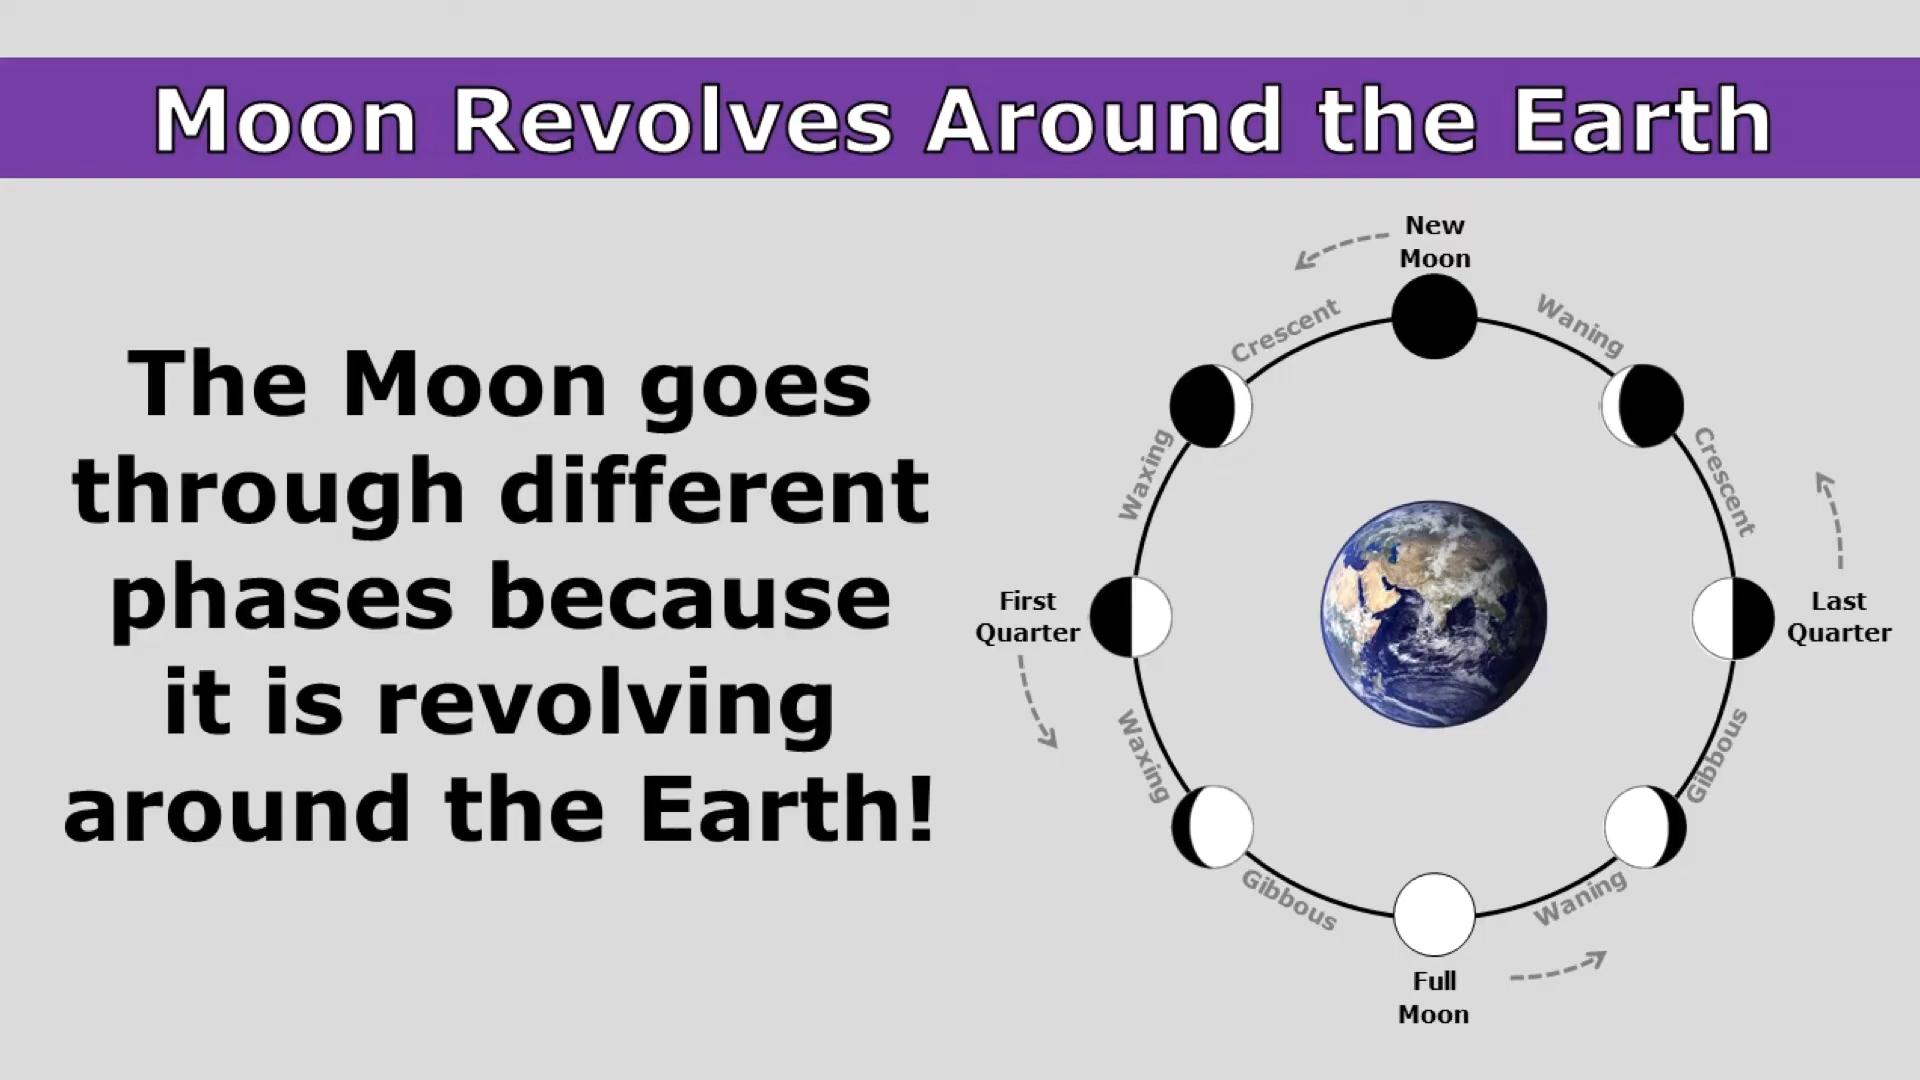 Moon Revolves Around the Earth
The Moon goes
through different
phases because
it is revolving
around the Earth!
New
Moon
Crescent
Waxing
First
Quarter
Waxing
Gibbous
Full
Moon
Waning
Gibbous
Last
Quarter
Waning
Crescent